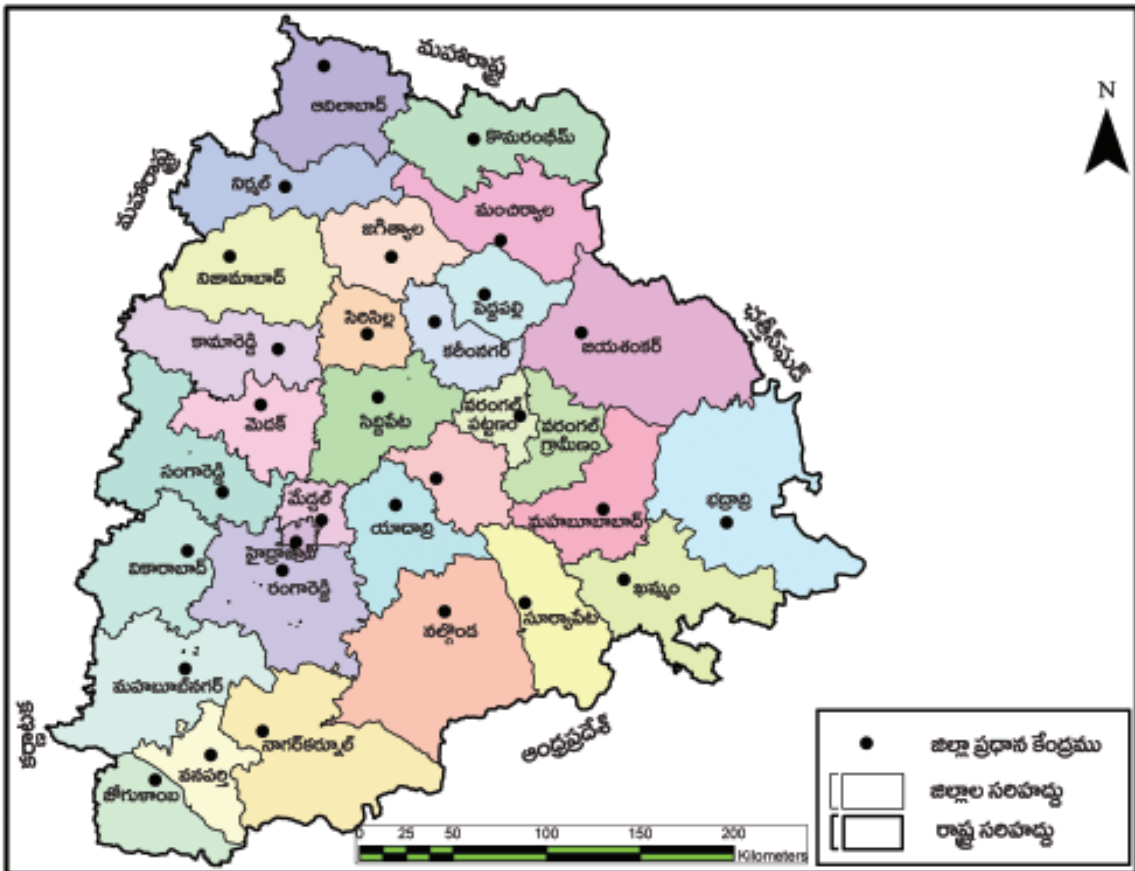 మహారాష్ట్ర
N
ఆదిలాబాద్
కొమరంభీమ్
మహారాష్ట్ర
నిర్మల్
మంచిర్యాల
జగిత్యాల
నిజామాబాద్
పెద్దపల్లి
సిరిసిల్ల
ఛత్తీస్‌ఘడ్
కామారెడ్డి
కరీంనగర్
జయశంకర్
మెదక్
సిద్దిపేట
వరంగల్
పట్టణం
వరంగల్
గ్రామీణం
సంగారెడ్డి
మేడ్చల్
యాదాద్రి
మహబూబాబాద్
భద్రాద్రి
హైద్రాబాద్
వికారాబాద్
రంగారెడ్డి
ఖమ్మం
నల్గొండ
సూర్యాపేట
మహబూబ్‌నగర్
కర్ణాటక
నాగర్‌కర్నూల్
ఆంధ్రప్రదేశ్
వనపర్తి
జోగుళాంబ
జిల్లా ప్రధాన కేంద్రము
జిల్లాల సరిహద్దు
రాష్ట్ర సరిహద్దు
0 25 50 100 150 200
Kilometers